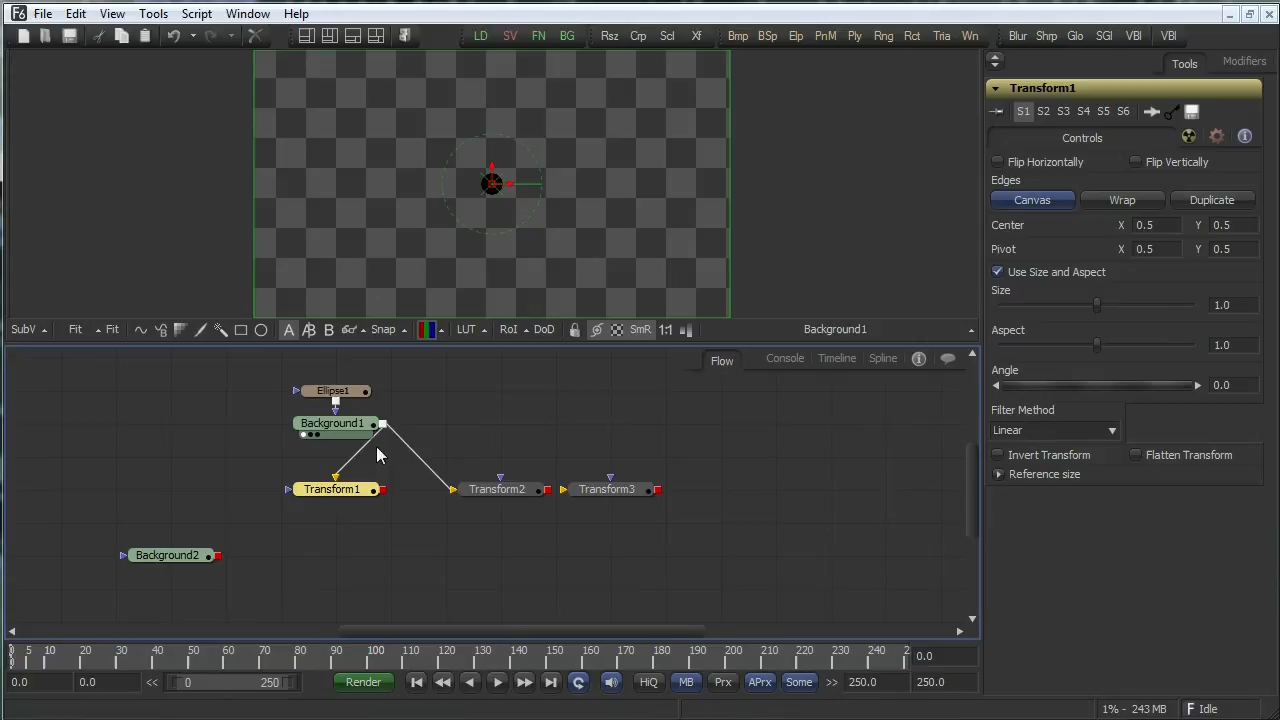 F6 File Edit View Tools Script Window Help
LD SV FN BG Rsz Crp Scl Xf Bmp BSp Elp PnM Ply Rng Rct Tria Wn Blur Shrp Glo SGl VBl VBl
Tools Modifiers
Transform1
S1 S2 S3 S4 S5 S6
Controls
Flip Horizontally Flip Vertically
Edges
Canvas Wrap Duplicate
Center X 0.5 Y 0.5
Pivot X 0.5 Y 0.5
Use Size and Aspect
Size
1.0
Aspect
1.0
Angle
0.0
Filter Method
Linear
Invert Transform Flatten Transform
Reference size
SubV Fit Fit A B Snap LUT RoI DoD SmR 1:1 Background1
Flow Console Timeline Spline
Ellipse1
Background1
Transform1 Transform2 Transform3
Background2
0 5 10 20 30 40 50 60 70 80 90 100 110 120 130 140 150 160 170 180 190 200 210 220 230 240 2 0.0
0.0 0.0 << 0 250 Render HiQ MB Prx APrx Some >> 250.0 250.0
1% - 243 MB F Idle